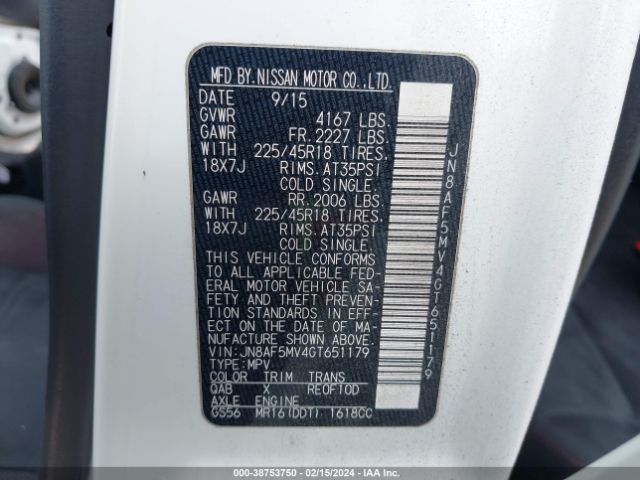 MFD BY. NISSAN MOTOR CO., LTD.
DATE 9/15
GVWR 4167 LBS.
GAWR FR. 2227 LBS.
WITH 225/45R18 TIRES.
18X7J RIMS. AT35PSI
COLD SINGLE.
GAWR RR. 2006 LBS.
WITH 225/45R18 TIRES.
18X7J RIMS. AT35PSI
COLD SINGLE.
THIS VEHICLE CONFORMS
TO ALL APPLICABLE FED-
ERAL MOTOR VEHICLE SA-
FETY AND THEFT PREVEN-
TION STANDARDS IN EFF-
ECT ON THE DATE OF MA-
NUFACTURE SHOWN ABOVE.
VIN: JN8AF5MV4GT651179
TYPE: MPV
COLOR TRIM TRANS
QAB X RE0F10D
AXLE ENGINE
GS56 MR16(DDT) 1618CC
JN8AF5MV4GT651179
000-38753750 - 02/15/2024 - IAA Inc.